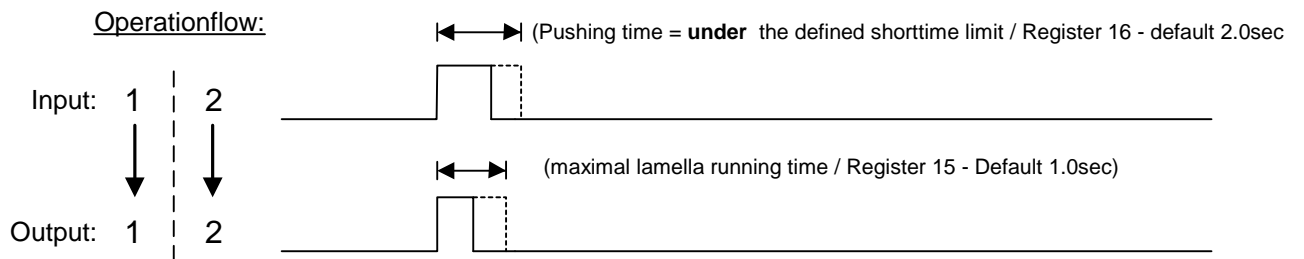 Operationflow:
(Pushing time = under the defined shorttime limit / Register 16 - default 2.0sec
Input: 1 2
(maximal lamella running time / Register 15 - Default 1.0sec)
Output: 1 2